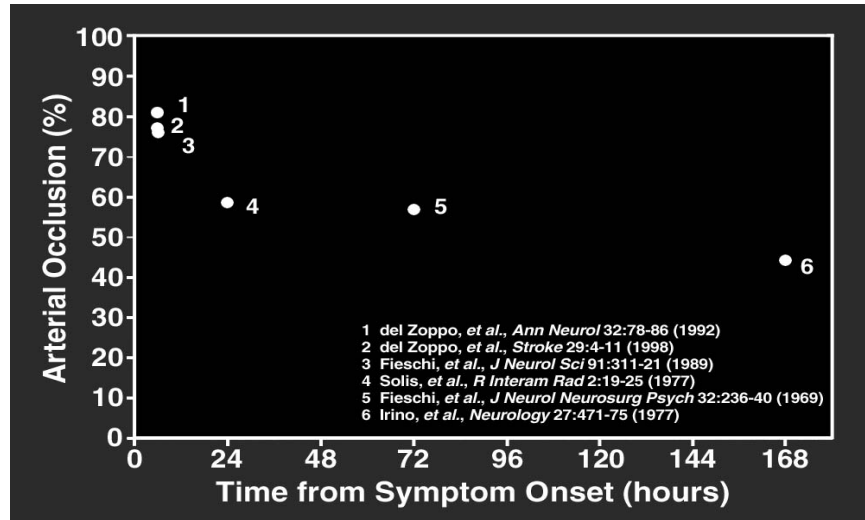 100
90
80
70
60
50
40
30
20
10
0
Arterial Occlusion (%)
1
2
3
4
5
6
1 del Zoppo, et al., Ann Neurol 32:78-86 (1992)
2 del Zoppo, et al., Stroke 29:4-11 (1998)
3 Fieschi, et al., J Neurol Sci 91:311-21 (1989)
4 Solis, et al., R Interam Rad 2:19-25 (1977)
5 Fieschi, et al., J Neurol Neurosurg Psych 32:236-40 (1969)
6 Irino, et al., Neurology 27:471-75 (1977)
0 24 48 72 96 120 144 168
Time from Symptom Onset (hours)